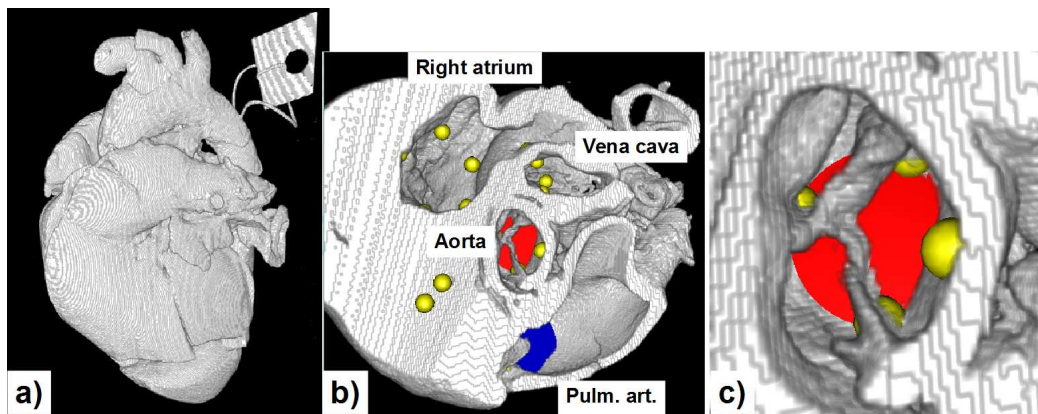 Right atrium
Vena cava
Aorta
Pulm. art.
a)
b)
c)